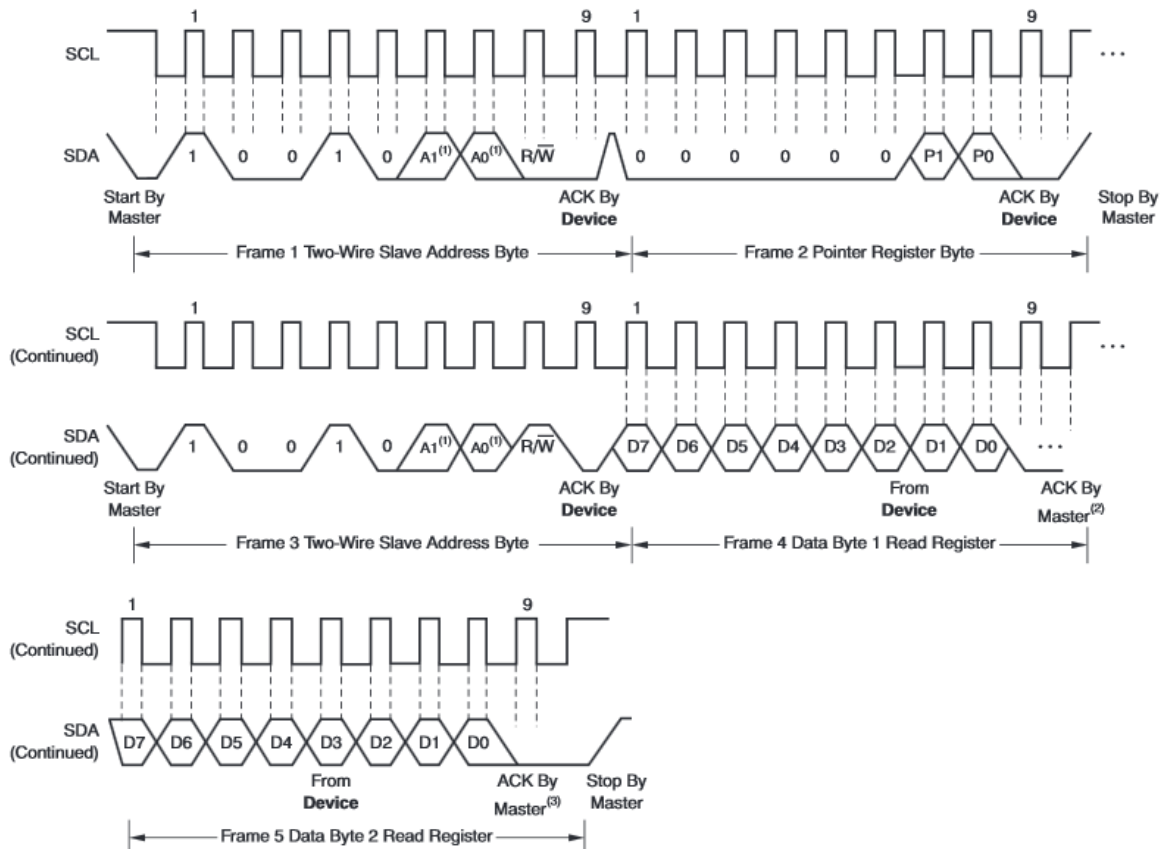 1 9 1 9
SCL
...
SDA
1 0 0 1 0 A1(1) A0(1) R/W̅ 0 0 0 0 0 0 P1 P0
Start By
Master
ACK By
Device
ACK By
Device
Stop By
Master
Frame 1 Two-Wire Slave Address Byte
Frame 2 Pointer Register Byte
1 9 1 9
SCL
(Continued)
...
SDA
(Continued)
1 0 0 1 0 A1(1) A0(1) R/W̅ D7 D6 D5 D4 D3 D2 D1 D0 ...
Start By
Master
ACK By
Device
From
Device
ACK By
Master(2)
Frame 3 Two-Wire Slave Address Byte
Frame 4 Data Byte 1 Read Register
1 9
SCL
(Continued)
SDA
(Continued)
D7 D6 D5 D4 D3 D2 D1 D0
From
Device
ACK By
Master(3)
Stop By
Master
Frame 5 Data Byte 2 Read Register